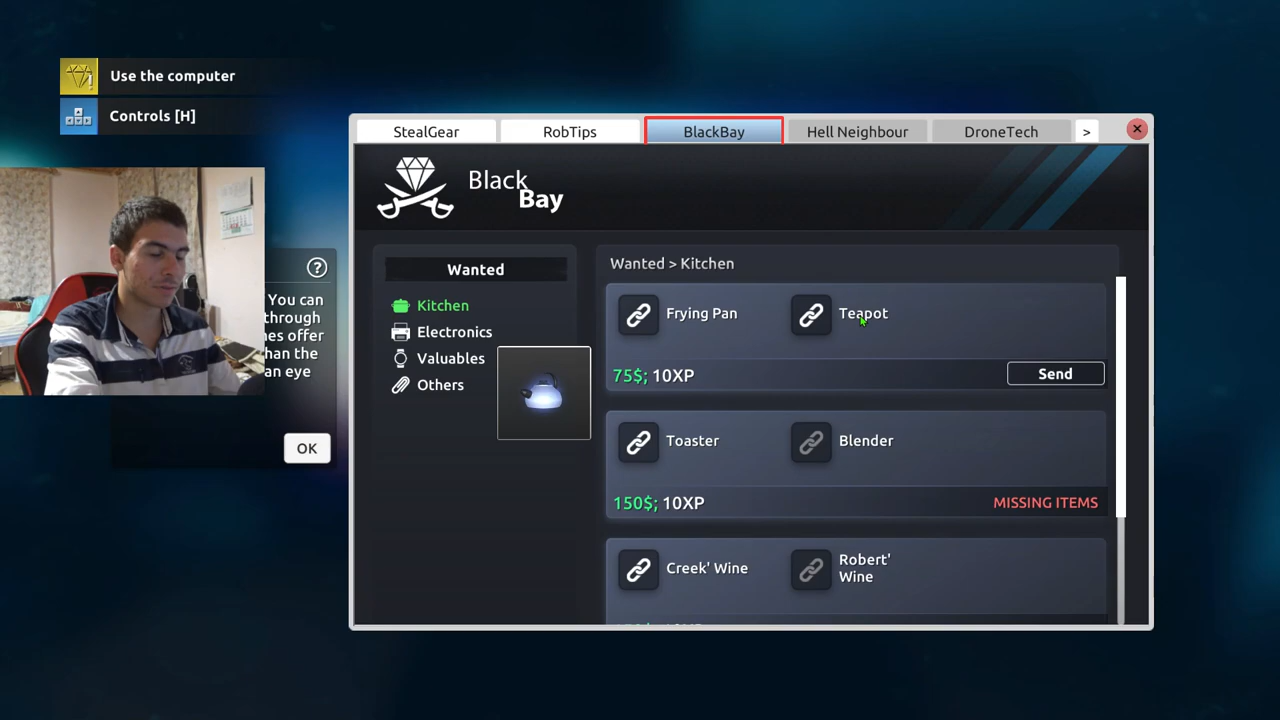 Use the computer
Controls [H]
StealGear
RobTips
BlackBay
Hell Neighbour
DroneTech
>
Black
Bay
Wanted
Kitchen
Electronics
Valuables
Others
Wanted > Kitchen
Frying Pan
Teapot
75$; 10XP
Send
Toaster
Blender
150$; 10XP
MISSING ITEMS
Creek' Wine
Robert'
Wine
?
You can
through
offer
han the
an eye
OK